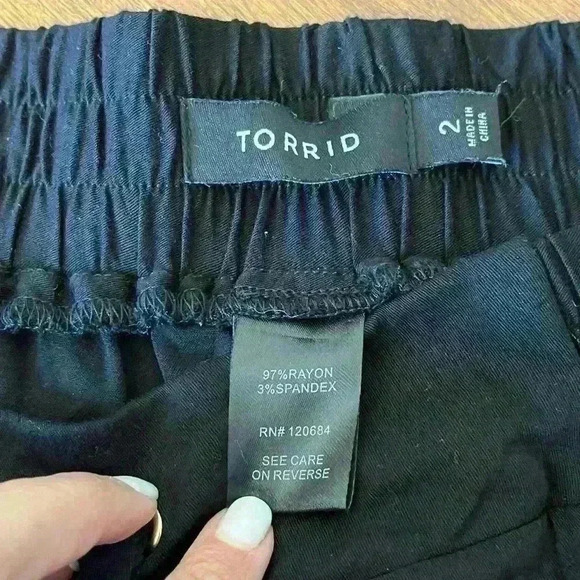 TORRID
2
MADE IN
CHINA
97%RAYON
3%SPANDEX
RN# 120684
SEE CARE
ON REVERSE